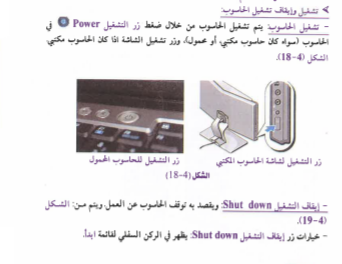 ➢ تشغيل وإيقاف تشغيل الحاسوب:
- تشغيل الحاسوب: يتم تشغيل الحاسوب من خلال ضغط زر التشغيل Power في
الحاسوب (سواء كان حاسوب مكتبي، أو محمول)، وزر تشغيل الشاشة اذا كان الحاسوب مكتبي.
الشكل (4-18).
زر التشغيل لشاشة الحاسوب المكتبي زر التشغيل للحاسوب المحمول
الشكل (4-18)
- إيقاف التشغيل Shut down: ويقصد به توقف الحاسوب عن العمل. ويتم من: الشكل
(4-19).
- خيارات زر إيقاف التشغيل Shut down: يظهر في الركن السفلي لقائمة ابدأ.